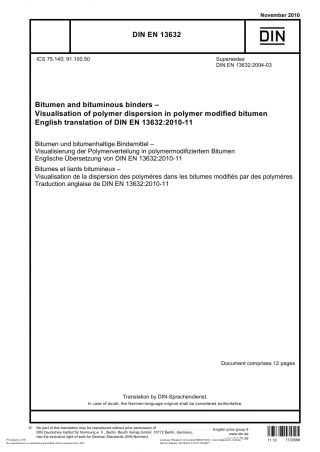 November 2010
DIN EN 13632
DIN
ICS 75.140; 91.100.50
Supersedes
DIN EN 13632:2004-03
Bitumen and bituminous binders –
Visualisation of polymer dispersion in polymer modified bitumen
English translation of DIN EN 13632:2010-11
Bitumen und bitumenhaltige Bindemittel –
Visualisierung der Polymerverteilung in polymermodifiziertem Bitumen
Englische Übersetzung von DIN EN 13632:2010-11
Bitumes et liants bitumineux –
Visualisation de la dispersion des polymères dans les bitumes modifiés par des polymères
Traduction anglaise de DIN EN 13632:2010-11
Document comprises 12 pages
Translation by DIN-Sprachendienst.
In case of doubt, the German-language original shall be considered authoritative.
© No part of this translation may be reproduced without prior permission of
DIN Deutsches Institut für Normung e. V., Berlin. Beuth Verlag GmbH, 10772 Berlin, Germany,
has the exclusive right of sale for German Standards (DIN-Normen).
English price group 9
www.din.de
11.10